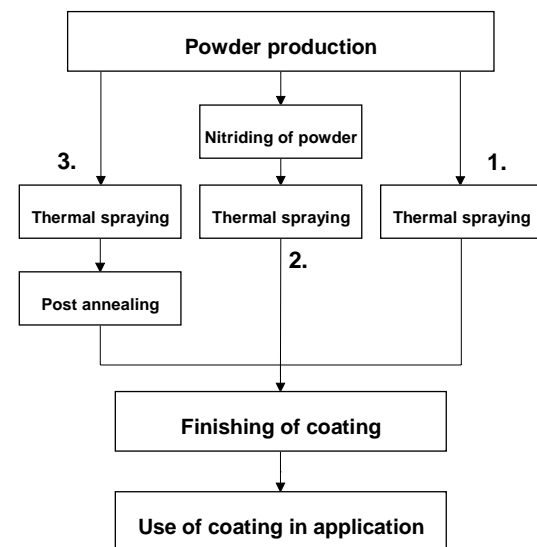 Powder production
Nitriding of powder
3.
1.
Thermal spraying
Thermal spraying
Thermal spraying
2.
Post annealing
Finishing of coating
Use of coating in application